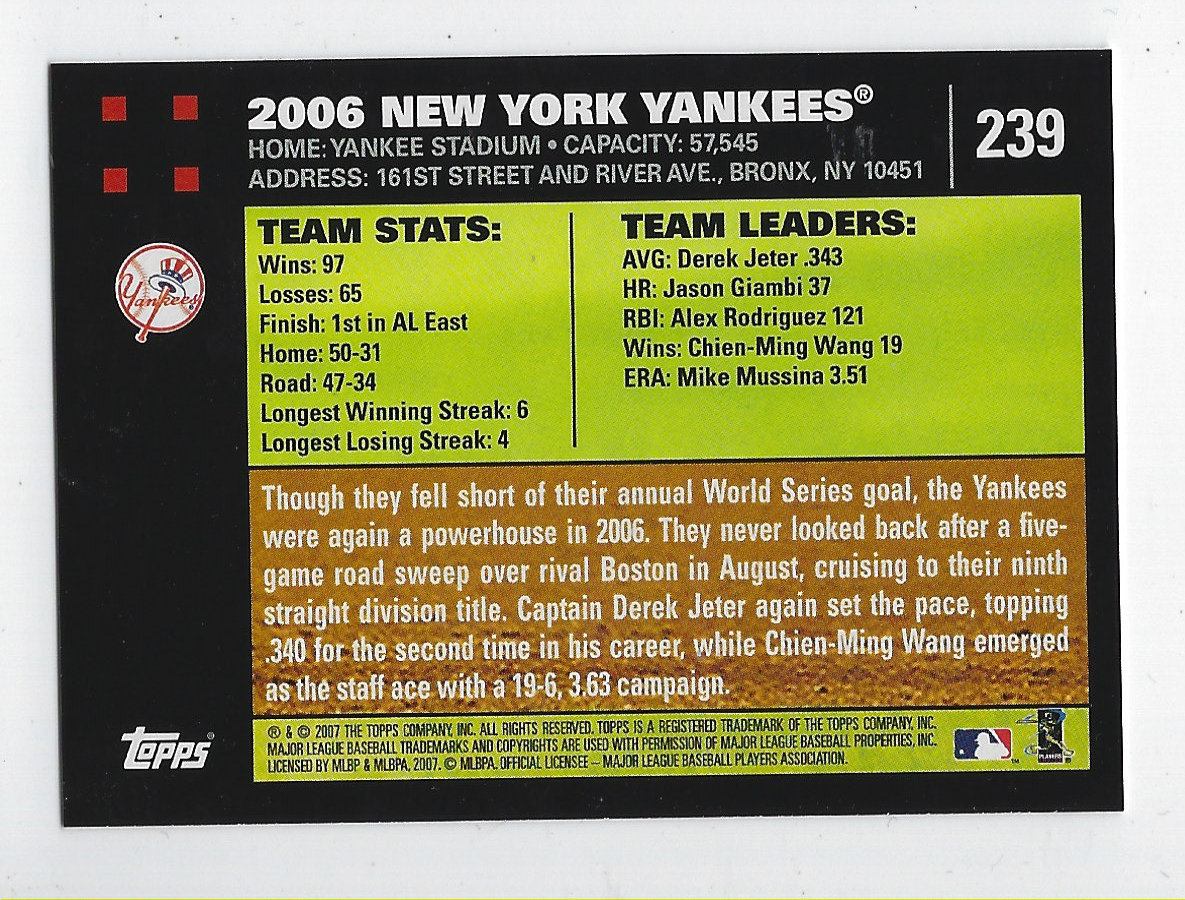 2006 NEW YORK YANKEES®
239
HOME: YANKEE STADIUM • CAPACITY: 57,545
ADDRESS: 161ST STREET AND RIVER AVE., BRONX, NY 10451
Yankees
TEAM STATS:
Wins: 97
Losses: 65
Finish: 1st in AL East
Home: 50-31
Road: 47-34
Longest Winning Streak: 6
Longest Losing Streak: 4
TEAM LEADERS:
AVG: Derek Jeter .343
HR: Jason Giambi 37
RBI: Alex Rodriguez 121
Wins: Chien-Ming Wang 19
ERA: Mike Mussina 3.51
Though they fell short of their annual World Series goal, the Yankees
were again a powerhouse in 2006. They never looked back after a five-
game road sweep over rival Boston in August, cruising to their ninth
straight division title. Captain Derek Jeter again set the pace, topping
.340 for the second time in his career, while Chien-Ming Wang emerged
as the staff ace with a 19-6, 3.63 campaign.
topps®
® & © 2007 THE TOPPS COMPANY, INC. ALL RIGHTS RESERVED. TOPPS IS A REGISTERED TRADEMARK OF THE TOPPS COMPANY, INC.
MAJOR LEAGUE BASEBALL TRADEMARKS AND COPYRIGHTS ARE USED WITH PERMISSION OF MAJOR LEAGUE BASEBALL PROPERTIES, INC.
LICENSED BY MLBP & MLBPA, 2007. © MLBPA. OFFICIAL LICENSEE – MAJOR LEAGUE BASEBALL PLAYERS ASSOCIATION.
™
PLAYERS